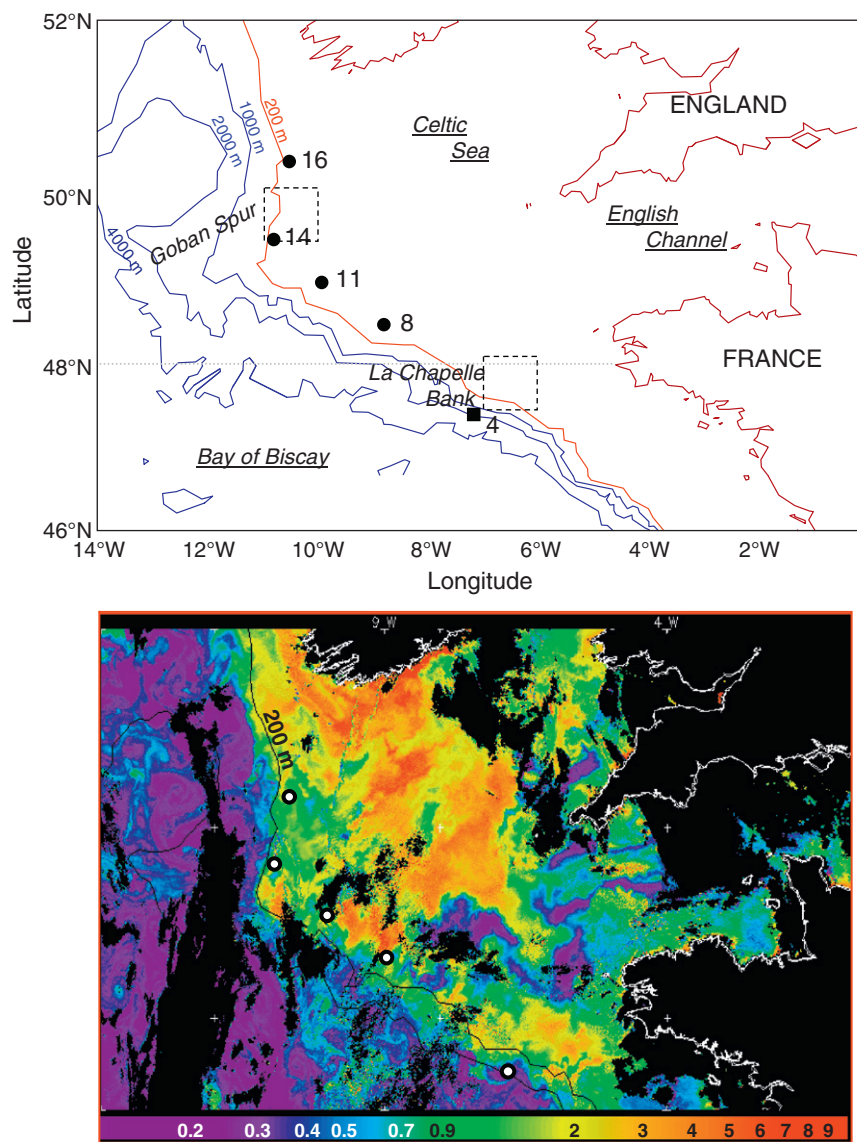 52°N
50°N
48°N
46°N
Latitude
14°W
12°W
10°W
8°W
6°W
4°W
2°W
Longitude
200 m
1000 m
2000 m
4000 m
Celtic
Sea
ENGLAND
English
Channel
FRANCE
Goban Spur
La Chapelle
Bank
Bay of Biscay
16
14
11
8
4
9 W
4 W
200 m
0.2 0.3 0.4 0.5 0.7 0.9 2 3 4 5 6 7 8 9